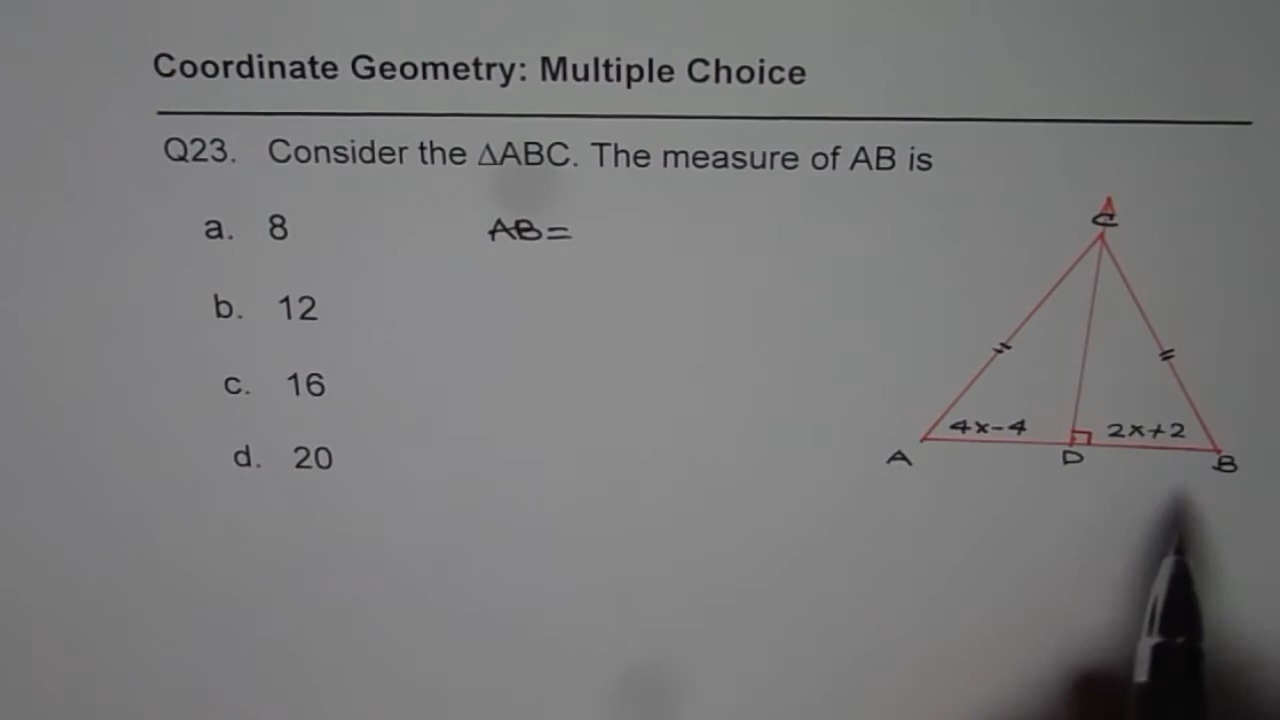 Coordinate Geometry: Multiple Choice
Q23. Consider the ΔABC. The measure of AB is
a. 8
AB=
b. 12
c. 16
d. 20
C
4x-4
2x+2
A
D
B